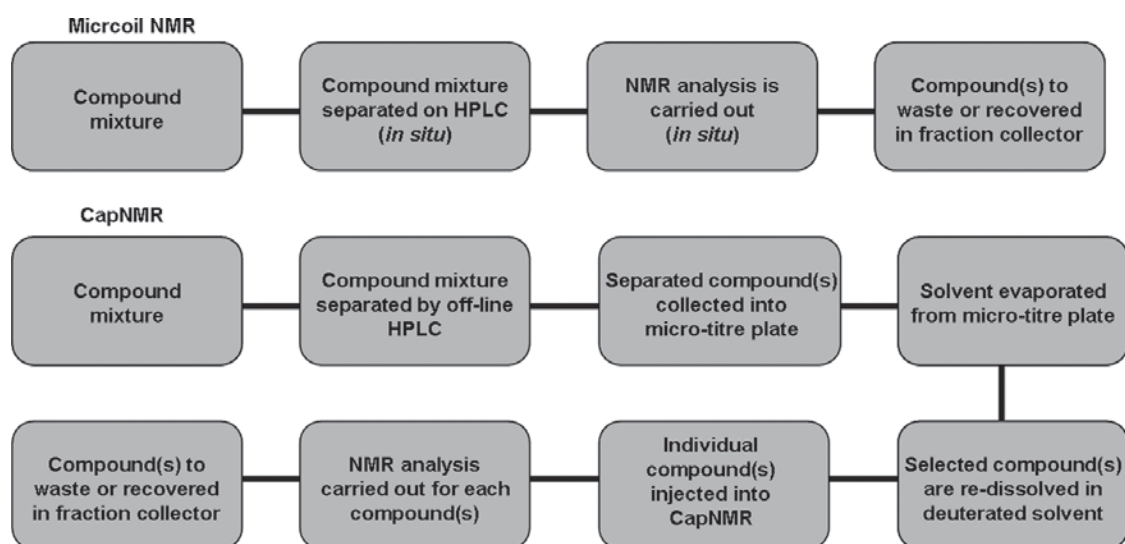 Micrcoil NMR
Compound
mixture
Compound mixture
separated on HPLC
(in situ)
NMR analysis is
carried out
(in situ)
Compound(s) to
waste or recovered
in fraction collector
CapNMR
Compound
mixture
Compound mixture
separated by off-line
HPLC
Separated compound(s)
collected into
micro-titre plate
Solvent evaporated
from micro-titre plate
Selected compound(s)
are re-dissolved in
deuterated solvent
Individual
compound(s)
injected into
CapNMR
NMR analysis
carried out for each
compound(s)
Compound(s) to
waste or recovered
in fraction collector